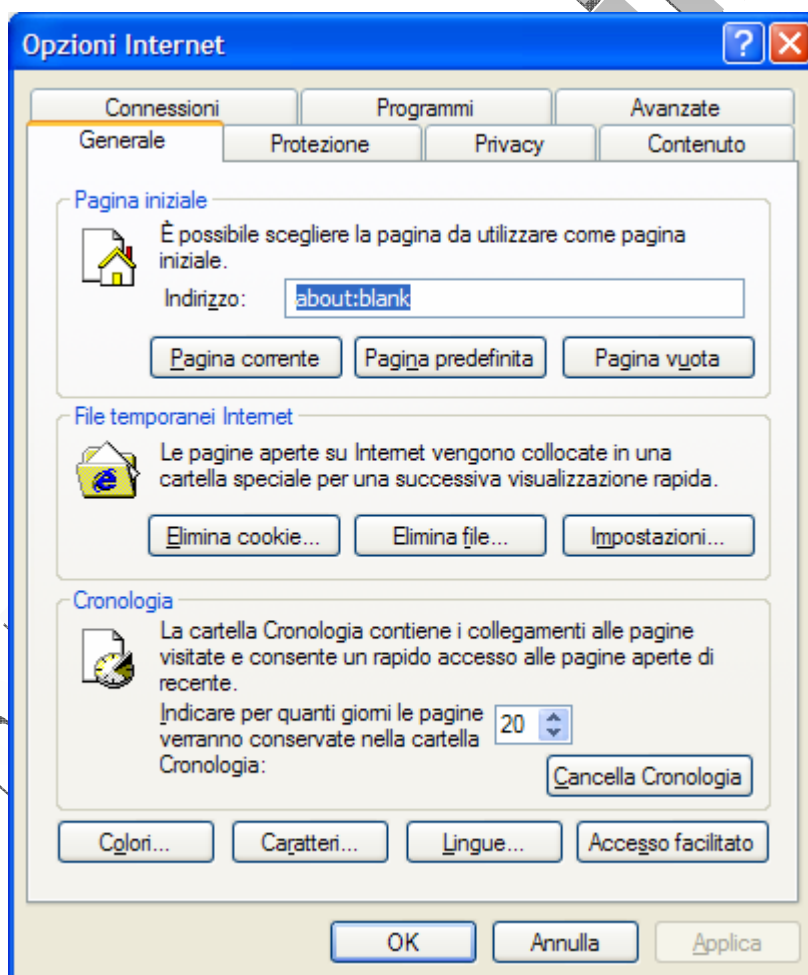 Opzioni Internet
Connessioni Programmi Avanzate
Generale Protezione Privacy Contenuto
Pagina iniziale
È possibile scegliere la pagina da utilizzare come pagina
iniziale.
Indirizzo: about:blank
Pagina corrente Pagina predefinita Pagina vuota
File temporanei Internet
Le pagine aperte su Internet vengono collocate in una
cartella speciale per una successiva visualizzazione rapida.
Elimina cookie... Elimina file... Impostazioni...
Cronologia
La cartella Cronologia contiene i collegamenti alle pagine
visitate e consente un rapido accesso alle pagine aperte di
recente.
Indicare per quanti giorni le pagine 20
verranno conservate nella cartella
Cronologia:
Cancella Cronologia
Colori... Caratteri... Lingue... Accesso facilitato
OK Annulla Applica